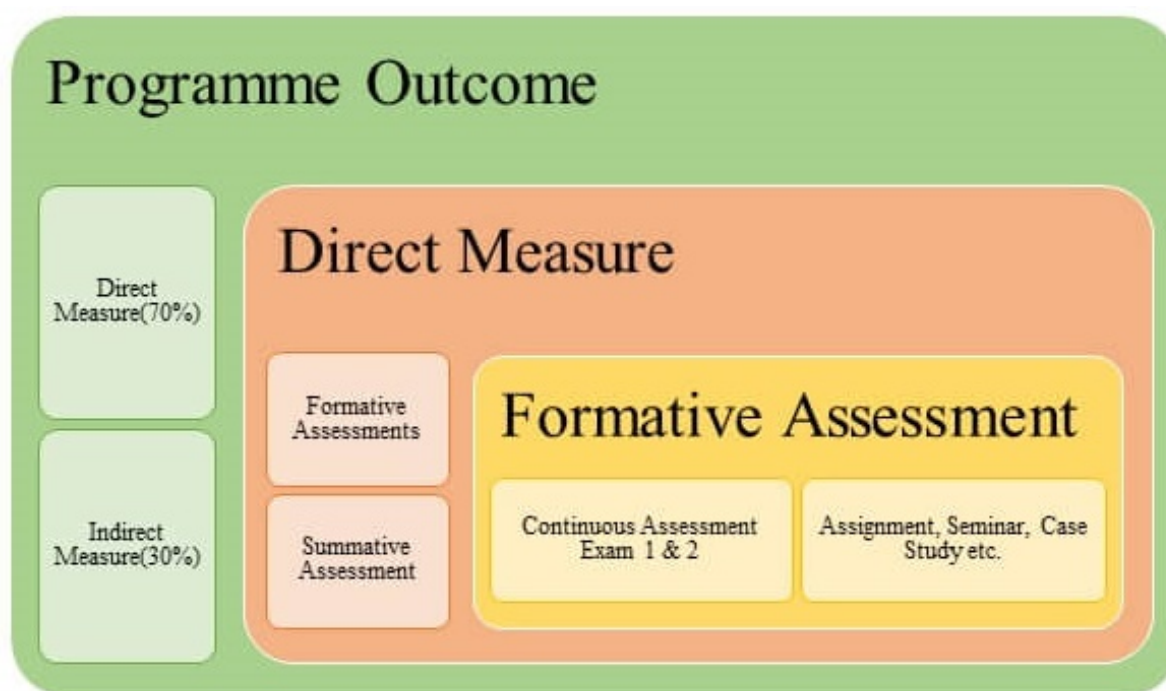 Programme Outcome
Direct
Measure(70%)
Indirect
Measure(30%)
Direct Measure
Formative
Assessments
Summative
Assessment
Formative Assessment
Continuous Assessment
Exam 1 & 2
Assignment, Seminar, Case
Study etc.